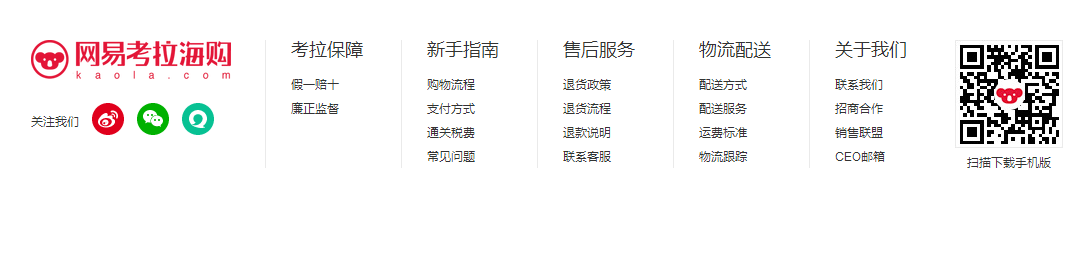 网易考拉海购
kaola.com
关注我们
考拉保障
假一赔十
廉正监督
新手指南
购物流程
支付方式
通关税费
常见问题
售后服务
退货政策
退货流程
退款说明
联系客服
物流配送
配送方式
配送服务
运费标准
物流跟踪
关于我们
联系我们
招商合作
销售联盟
CEO邮箱
扫描下载手机版